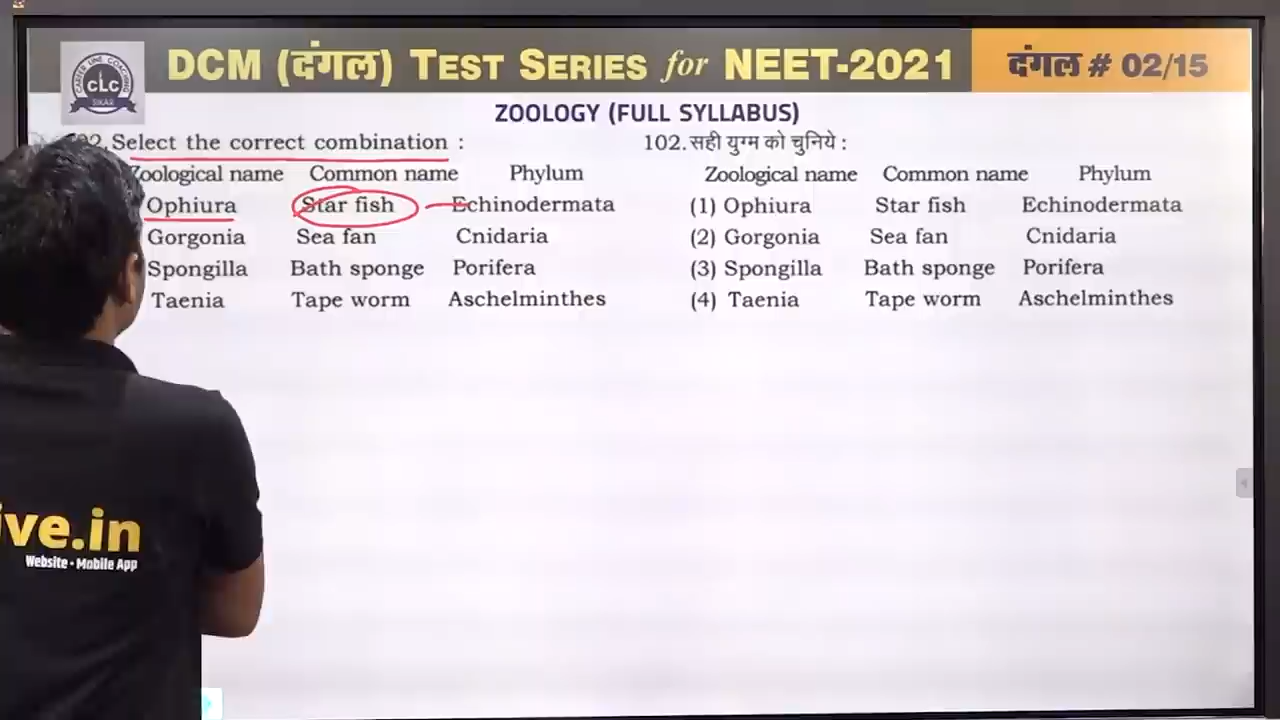 DCM (दंगल) TEST SERIES for NEET-2021
दंगल # 02/15
CLC
SIKAR
ZOOLOGY (FULL SYLLABUS)
Select the correct combination :
Zoological name Common name Phylum
Ophiura Star fish Echinodermata
Gorgonia Sea fan Cnidaria
Spongilla Bath sponge Porifera
Taenia Tape worm Aschelminthes
102. सही युग्म को चुनिये :
Zoological name Common name Phylum
(1) Ophiura Star fish Echinodermata
(2) Gorgonia Sea fan Cnidaria
(3) Spongilla Bath sponge Porifera
(4) Taenia Tape worm Aschelminthes
ive.in
Website • Mobile App